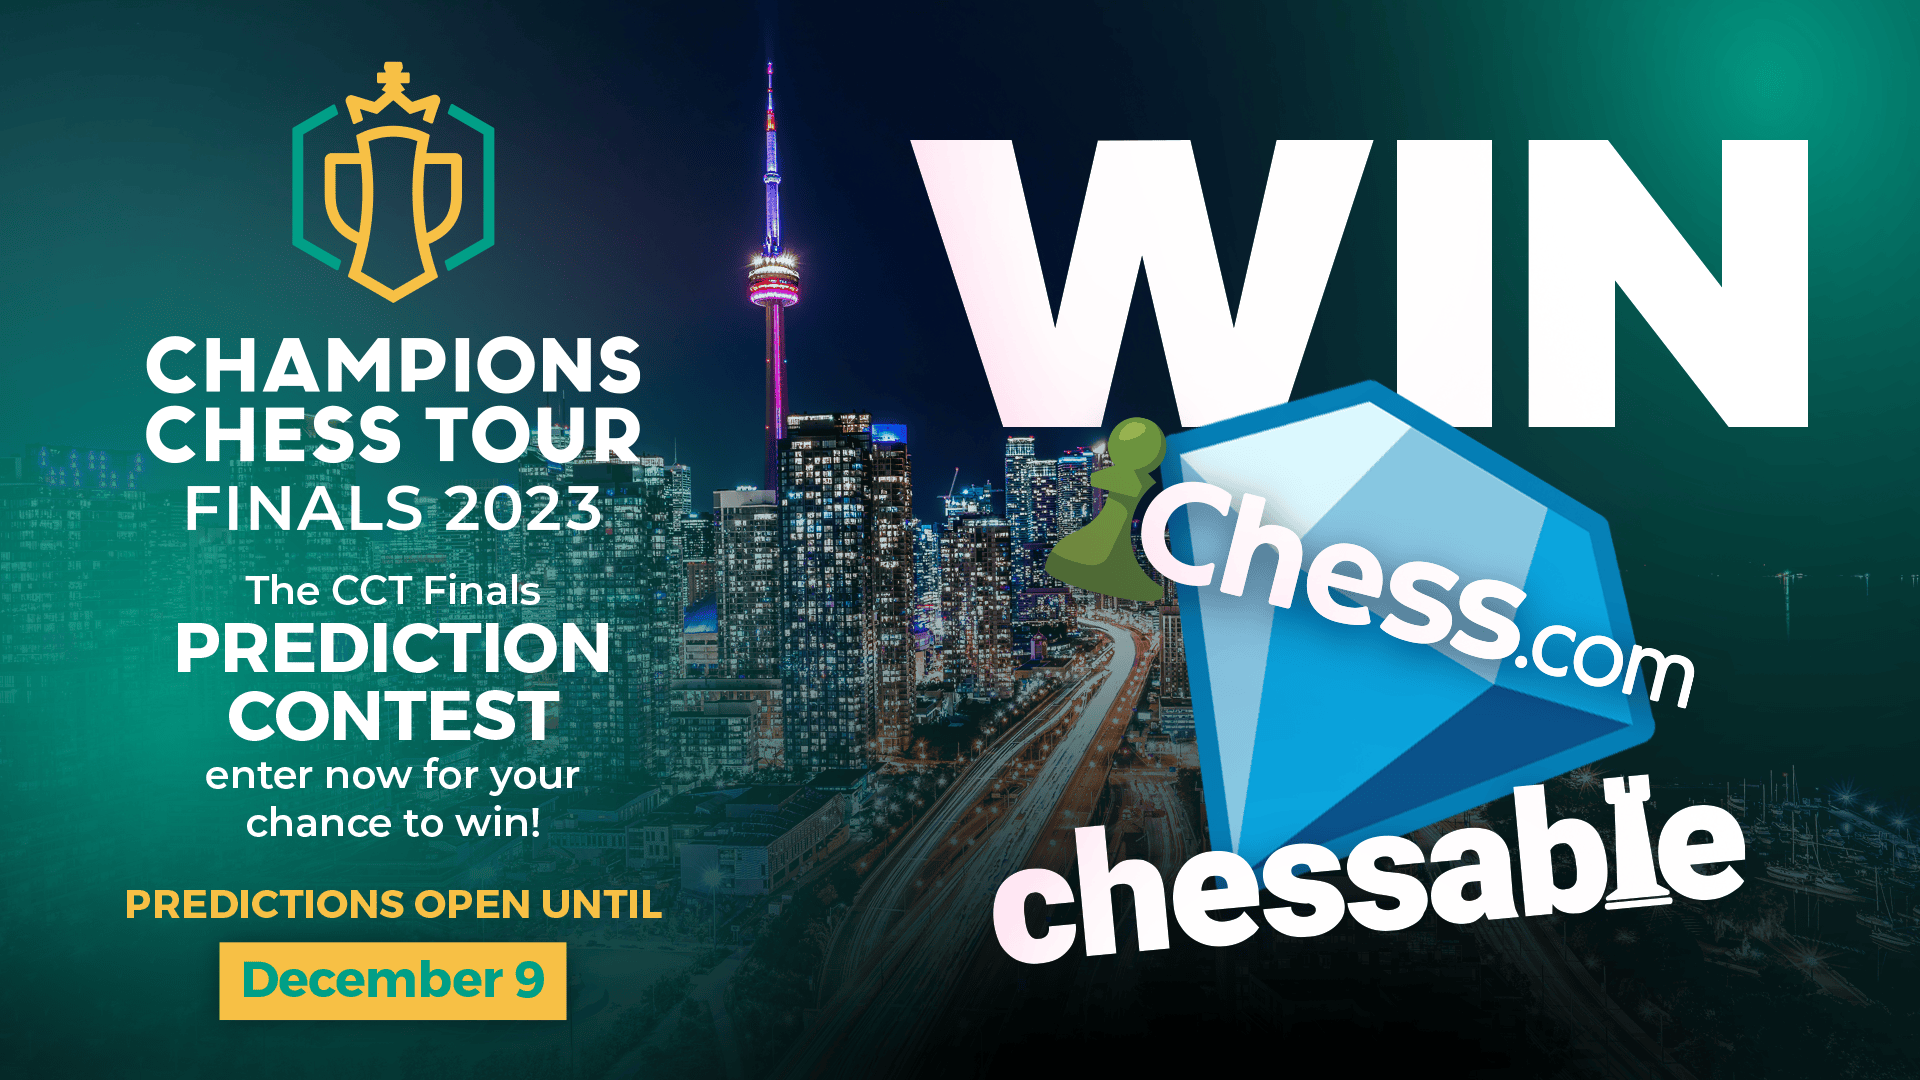 CHAMPIONS
CHESS TOUR
FINALS 2023
The CCT Finals
PREDICTION
CONTEST
enter now for your
chance to win!
PREDICTIONS OPEN UNTIL
December 9
WIN
Chess.com
chessable